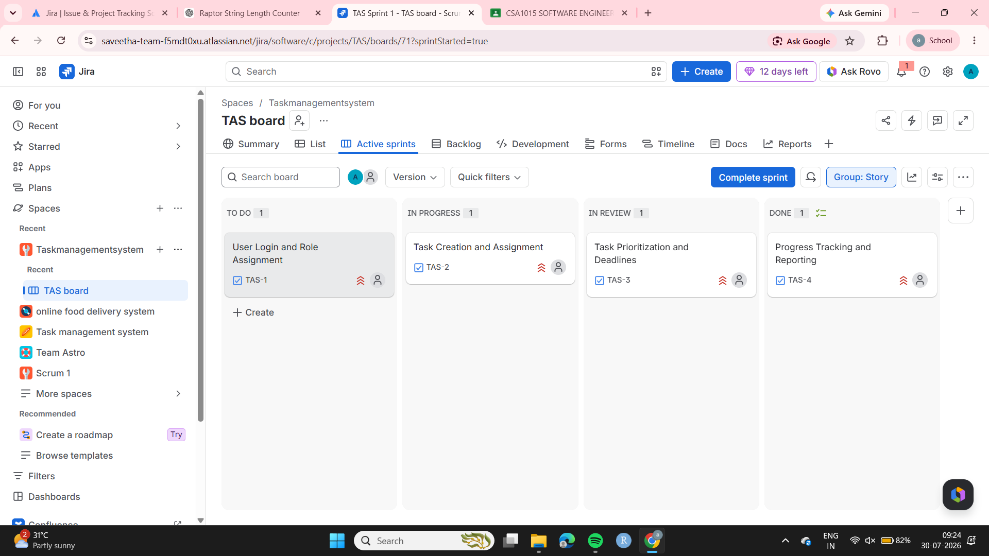 Jira | Issue & Project Tracking S
Raptor String Length Counter
TAS Sprint 1 - TAS board - Scru
CSA1015 SOFTWARE ENGINEE
Ask Gemini
saveetha-team-f5mdt0xu.atlassian.net/jira/software/c/projects/TAS/boards/71?sprintStarted=true
Ask Google
a
School
Jira
Search
Create
12 days left
Ask Rovo
1
A
For you
Recent
Starred
Apps
Plans
Spaces
Recent
Taskmanagementsystem
Recent
TAS board
online food delivery system
Task management system
Team Astro
Scrum 1
More spaces
Recommended
Create a roadmap
Try
Browse templates
Filters
Dashboards
Confluence
Spaces / Taskmanagementsystem
TAS board
Summary
List
Active sprints
Backlog
Development
Forms
Timeline
Docs
Reports
Search board
A
Version
Quick filters
Complete sprint
Group: Story
TO DO 1
User Login and Role
Assignment
TAS-1
Create
IN PROGRESS 1
Task Creation and Assignment
TAS-2
IN REVIEW 1
Task Prioritization and
Deadlines
TAS-3
DONE 1
Progress Tracking and
Reporting
TAS-4
2
31°C
Partly sunny
Search
R
a
ENG
IN
82%
09:24
30-07-2026